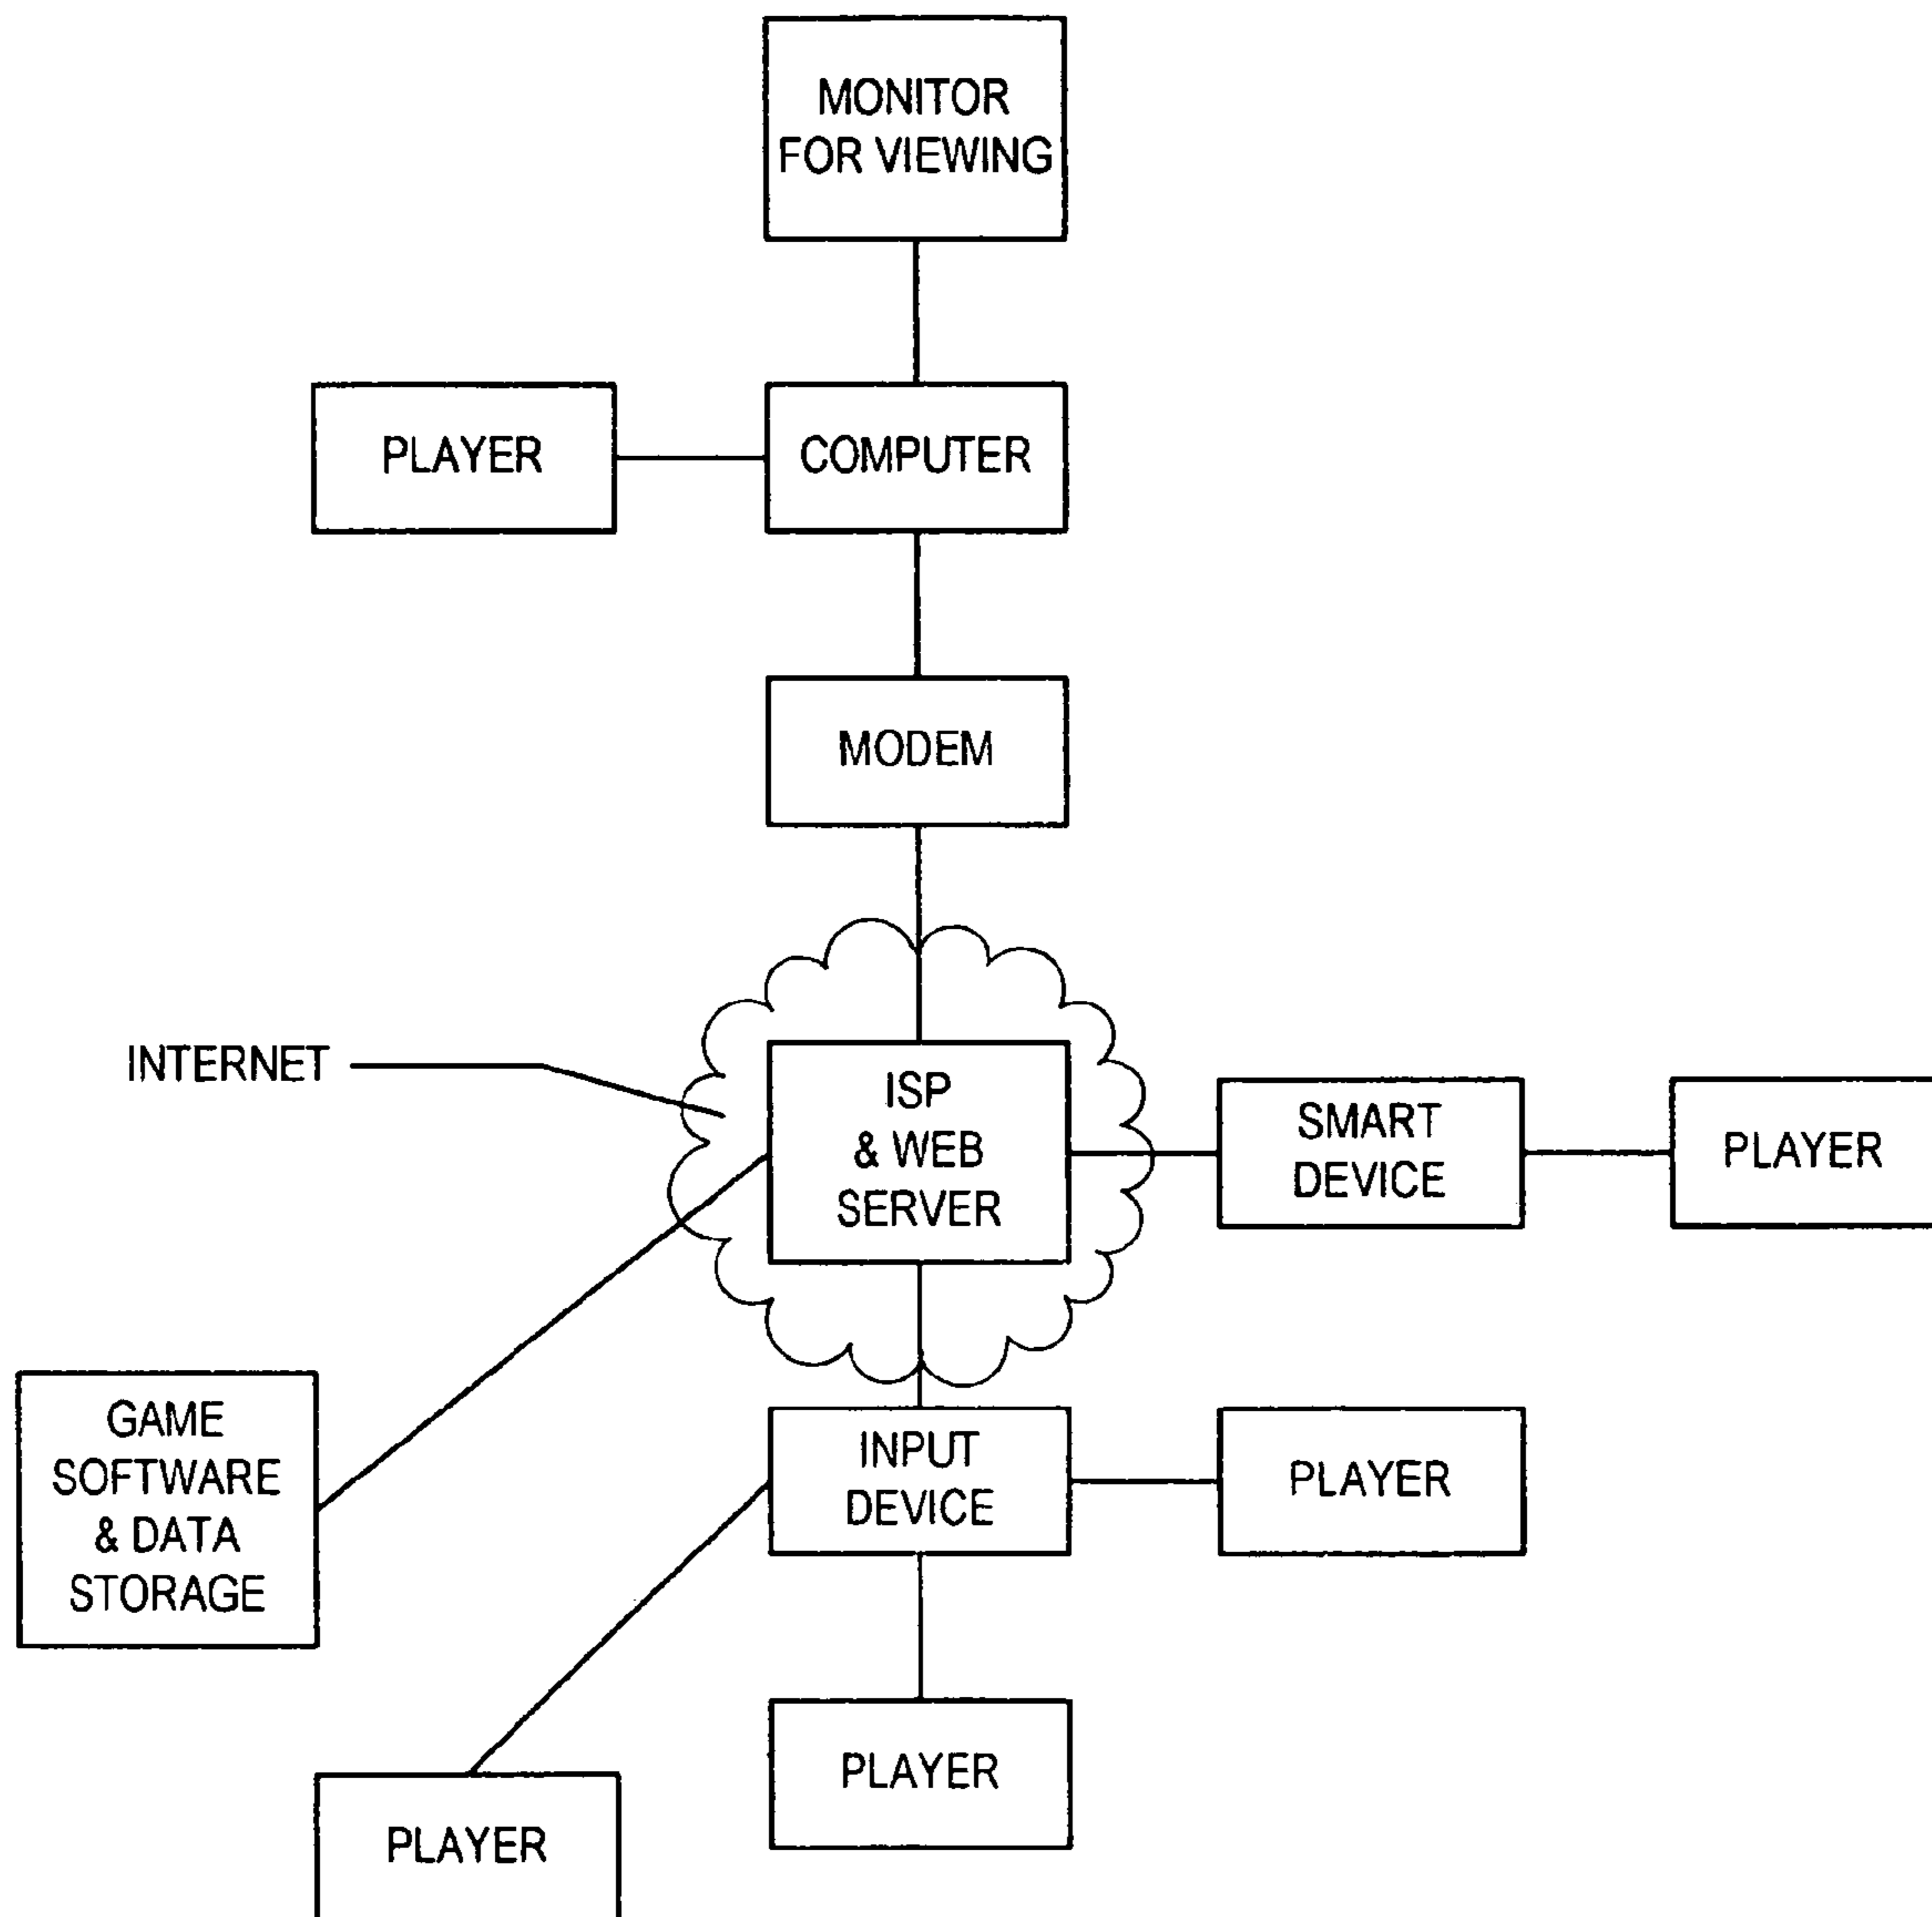 MONITOR
FOR VIEWING
PLAYER
COMPUTER
MODEM
INTERNET
ISP
& WEB
SERVER
SMART
DEVICE
PLAYER
GAME
SOFTWARE
& DATA
STORAGE
INPUT
DEVICE
PLAYER
PLAYER
PLAYER